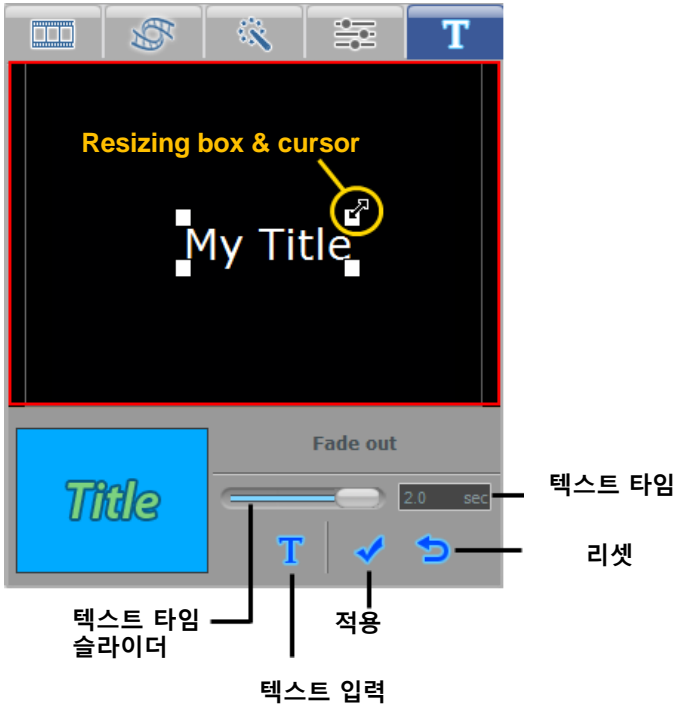 T
Resizing box & cursor
My Title
Fade out
Title
2.0 sec
텍스트 타임
T
리셋
텍스트 타임
슬라이더
적용
텍스트 입력